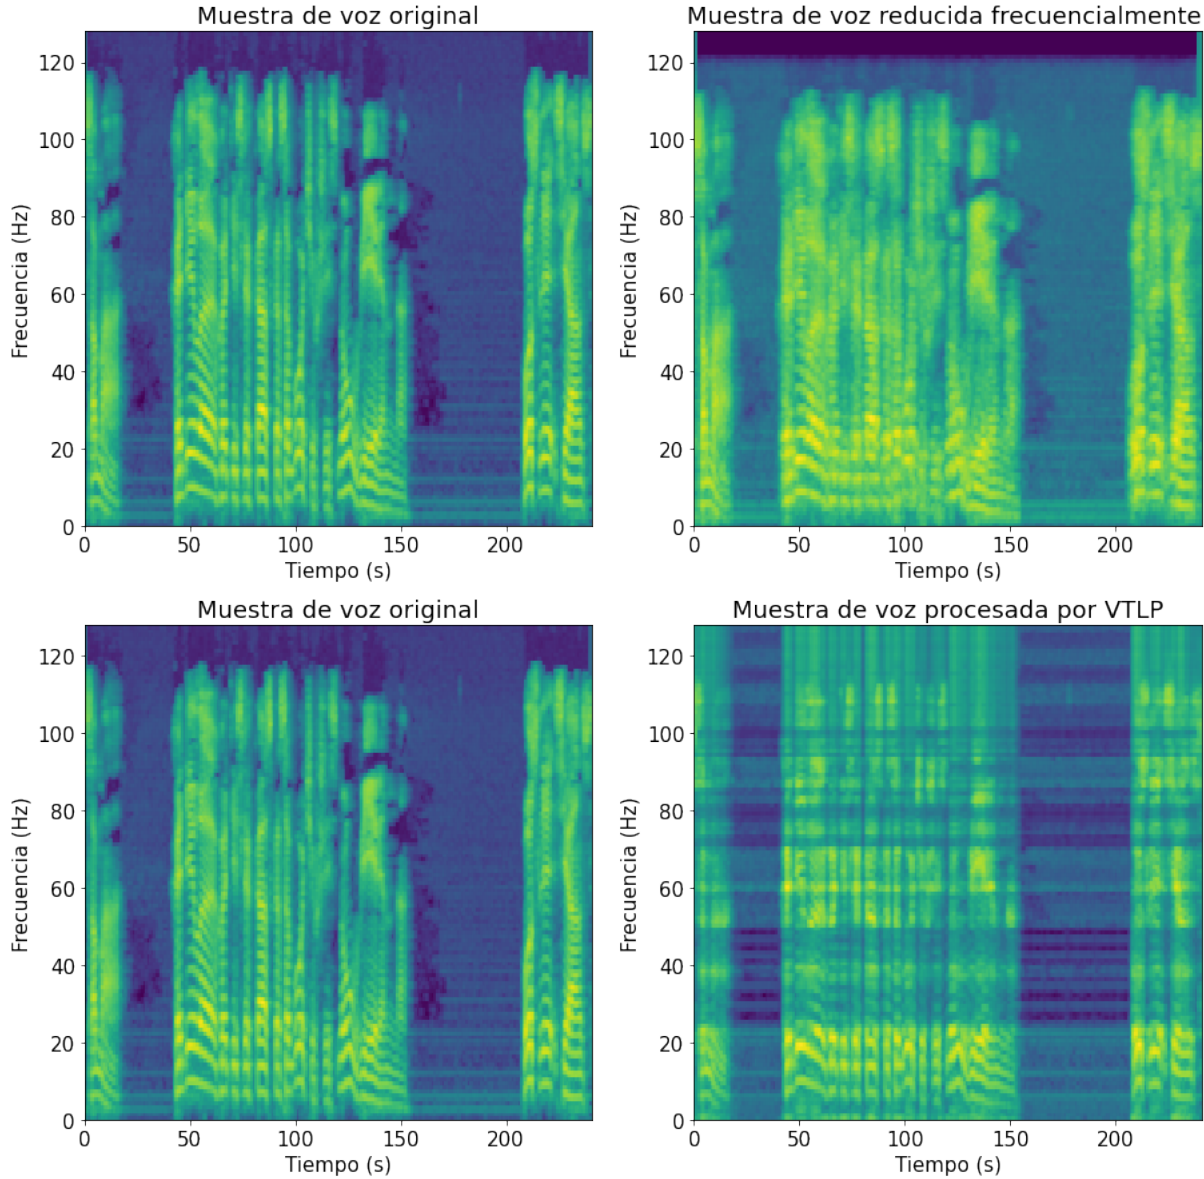 Muestra de voz original
Muestra de voz reducida frecuencialmente
Frecuencia (Hz)
120
100
80
60
40
20
0
0 50 100 150 200
Tiempo (s)
Frecuencia (Hz)
120
100
80
60
40
20
0
0 50 100 150 200
Tiempo (s)
Muestra de voz original
Muestra de voz procesada por VTLP
Frecuencia (Hz)
120
100
80
60
40
20
0
0 50 100 150 200
Tiempo (s)
Frecuencia (Hz)
120
100
80
60
40
20
0
0 50 100 150 200
Tiempo (s)